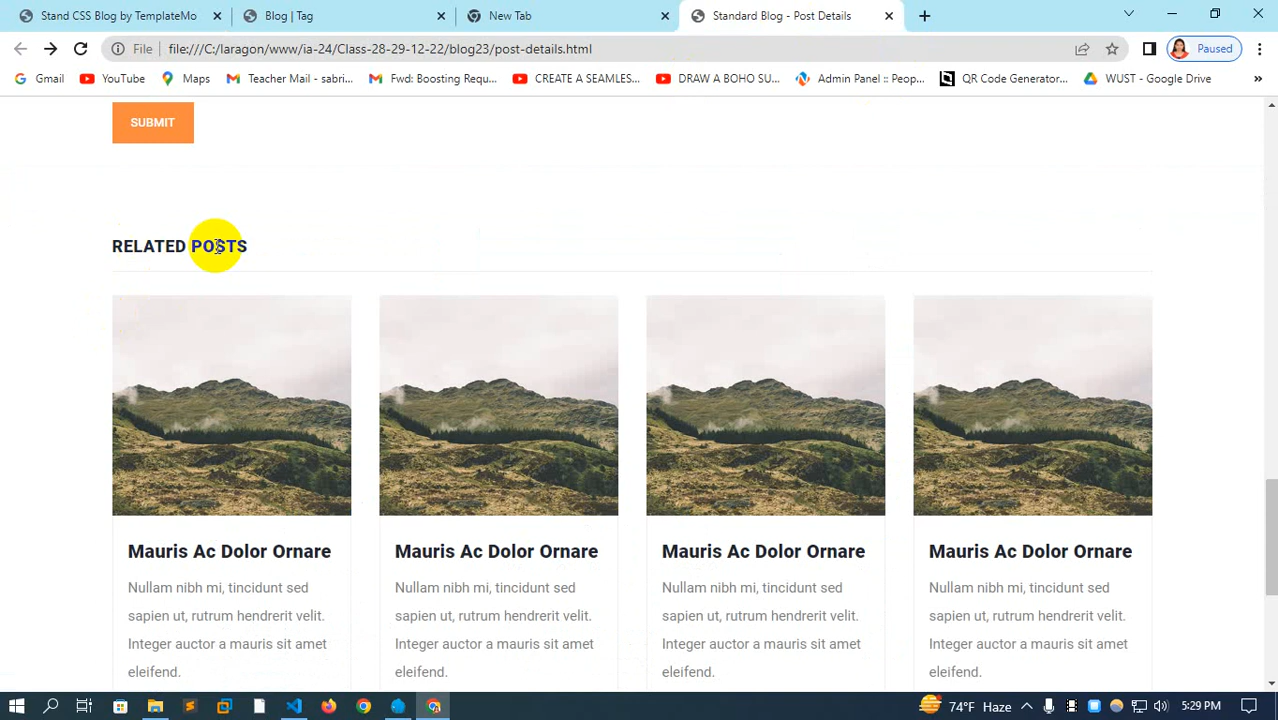 Stand CSS Blog by TemplateMo
Blog | Tag
New Tab
Standard Blog - Post Details
File
file:///C:/laragon/www/ia-24/Class-28-29-12-22/blog23/post-details.html
Paused
Gmail
YouTube
Maps
Teacher Mail - sabri...
Fwd: Boosting Requ...
CREATE A SEAMLES...
DRAW A BOHO SU...
Admin Panel :: Peop...
QR Code Generator...
WUST - Google Drive
»
SUBMIT
RELATED POSTS
Mauris Ac Dolor Ornare
Nullam nibh mi, tincidunt sed
sapien ut, rutrum hendrerit velit.
Integer auctor a mauris sit amet
eleifend.
Mauris Ac Dolor Ornare
Nullam nibh mi, tincidunt sed
sapien ut, rutrum hendrerit velit.
Integer auctor a mauris sit amet
eleifend.
Mauris Ac Dolor Ornare
Nullam nibh mi, tincidunt sed
sapien ut, rutrum hendrerit velit.
Integer auctor a mauris sit amet
eleifend.
Mauris Ac Dolor Ornare
Nullam nibh mi, tincidunt sed
sapien ut, rutrum hendrerit velit.
Integer auctor a mauris sit amet
eleifend.
74°F Haze
5:29 PM